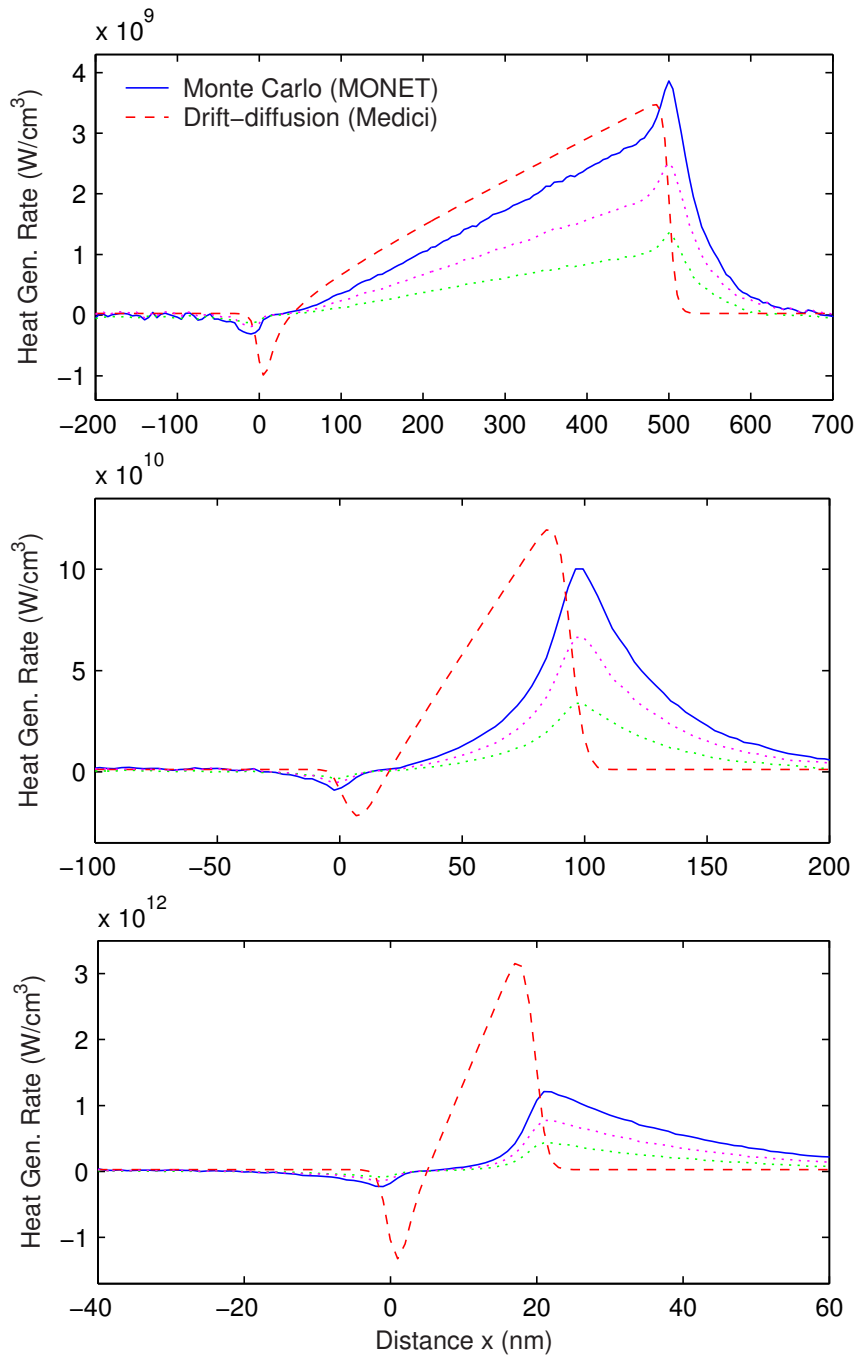 x 10^9
4
3
2
1
0
−1
Heat Gen. Rate (W/cm^3)
Monte Carlo (MONET)
Drift−diffusion (Medici)
−200 −100 0 100 200 300 400 500 600 700
x 10^10
10
5
0
Heat Gen. Rate (W/cm^3)
−100 −50 0 50 100 150 200
x 10^12
3
2
1
0
−1
Heat Gen. Rate (W/cm^3)
−40 −20 0 20 40 60
Distance x (nm)